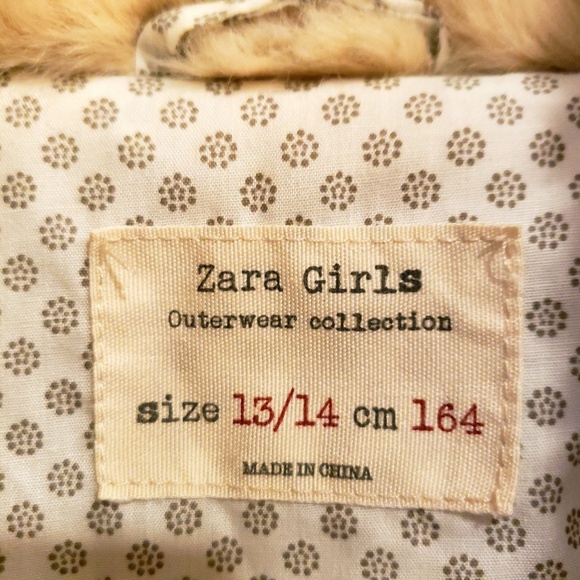 Zara Girls
Outerwear collection
size 13/14 cm 164
MADE IN CHINA